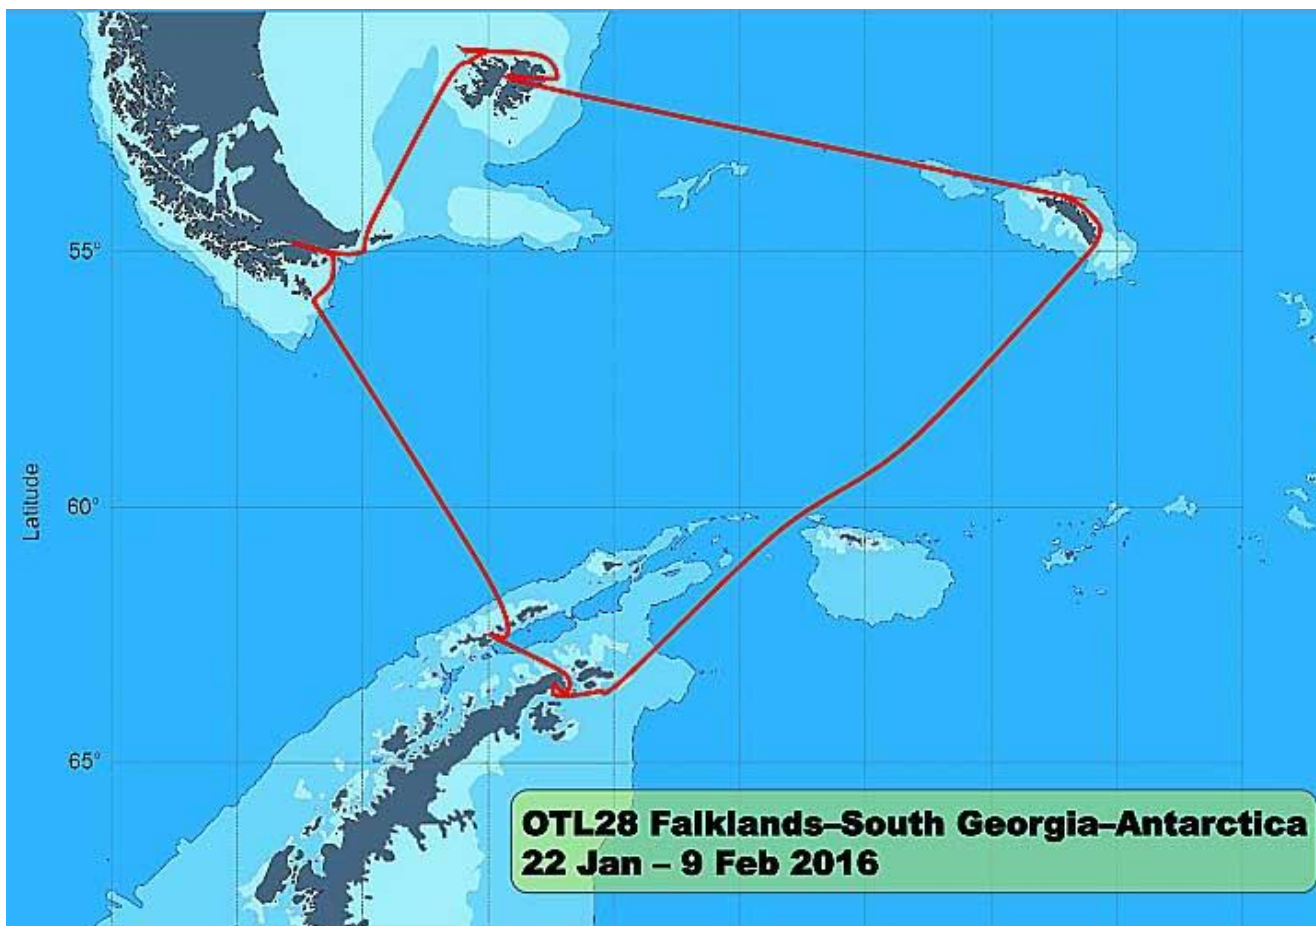 55°
60°
Latitude
65°
OTL28 Falklands–South Georgia–Antarctica
22 Jan – 9 Feb 2016